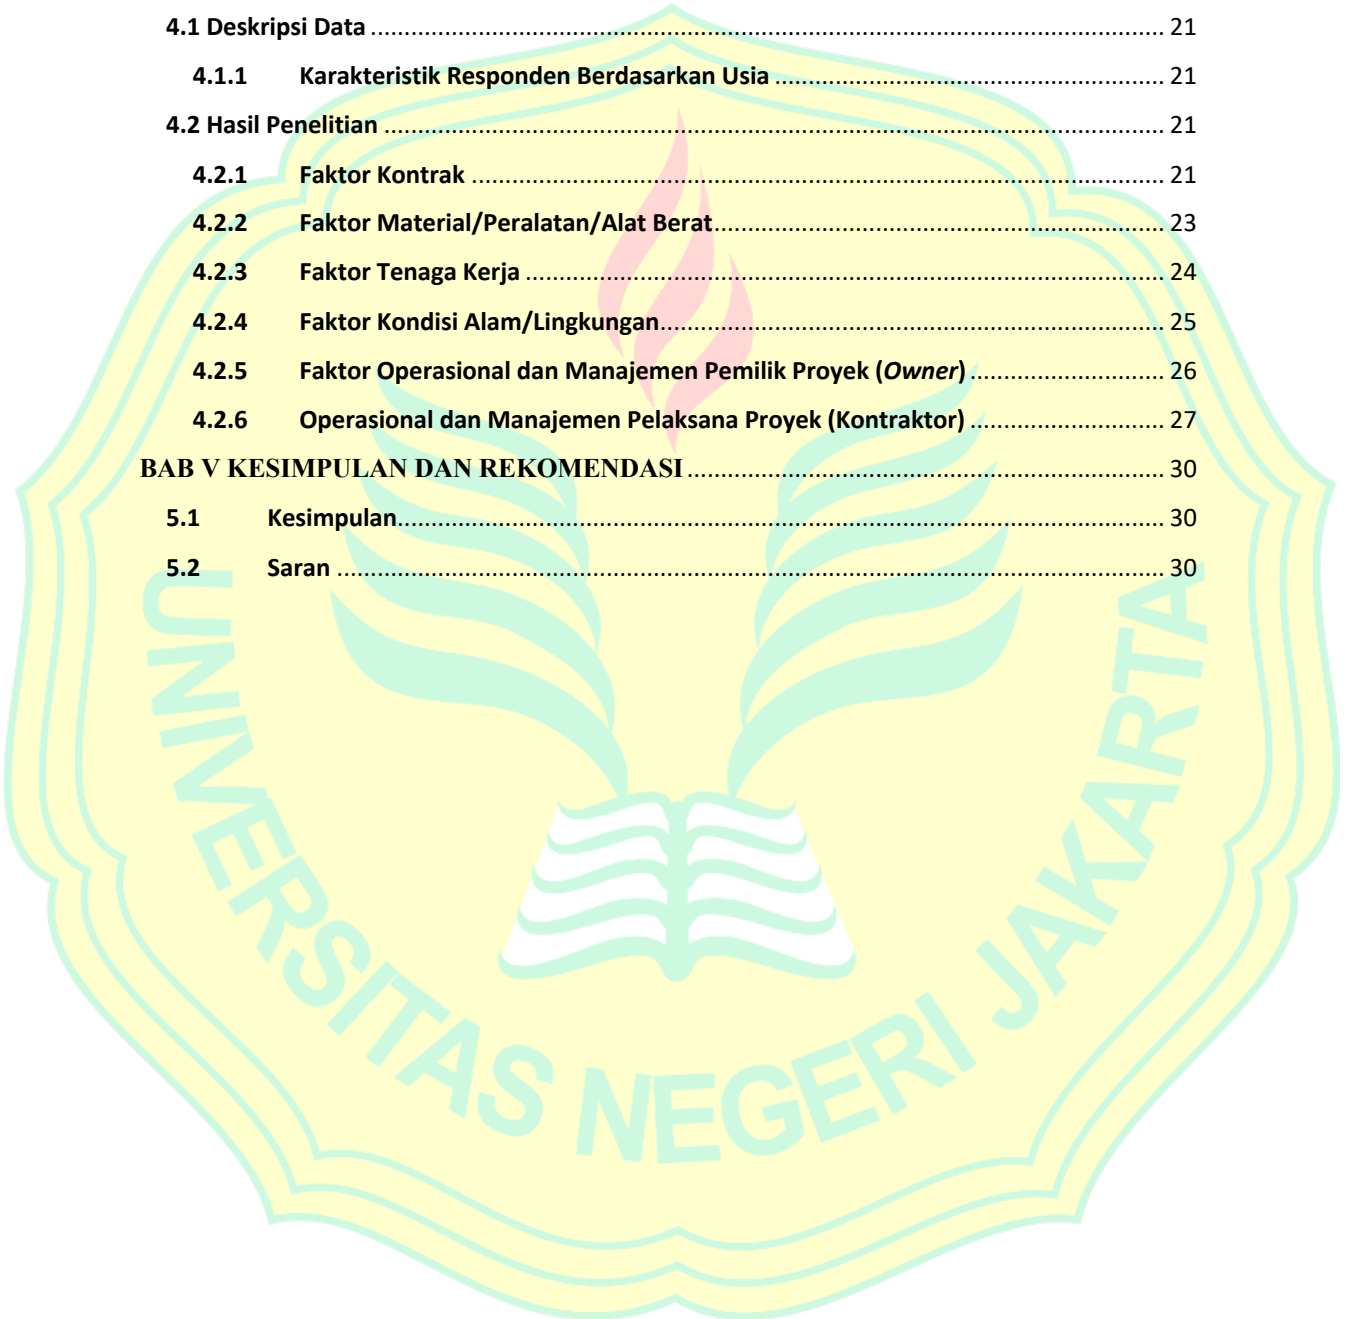 4.1 Deskripsi Data ........................................................................................................ 21
4.1.1 Karakteristik Responden Berdasarkan Usia ................................................... 21
4.2 Hasil Penelitian ...................................................................................................... 21
4.2.1 Faktor Kontrak ........................................................................................... 21
4.2.2 Faktor Material/Peralatan/Alat Berat ........................................................... 23
4.2.3 Faktor Tenaga Kerja .................................................................................... 24
4.2.4 Faktor Kondisi Alam/Lingkungan .................................................................. 25
4.2.5 Faktor Operasional dan Manajemen Pemilik Proyek (Owner) ......................... 26
4.2.6 Operasional dan Manajemen Pelaksana Proyek (Kontraktor) ......................... 27
BAB V KESIMPULAN DAN REKOMENDASI .............................................................. 30
5.1 Kesimpulan ..................................................................................................... 30
5.2 Saran .............................................................................................................. 30
UNIVERSITAS NEGERI JAKARTA